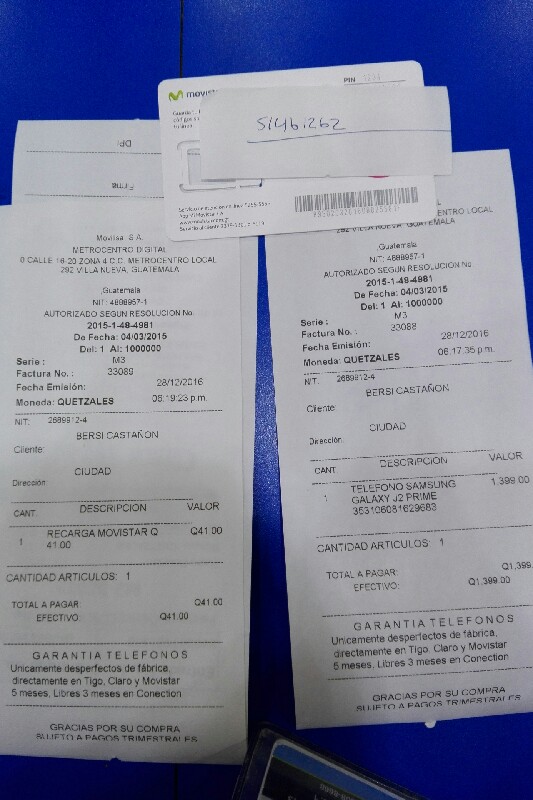 movis
PIN
51461262
Firma
Movilsa S.A.
METROCENTRO DIGITAL
0 CALLE 16-20 ZONA 4 C.C. METROCENTRO LOCAL
292 VILLA NUEVA, GUATEMALA
,Guatemala
NIT: 4898957-1
AUTORIZADO SEGUN RESOLUCION No.
2015-1-48-4981
De Fecha: 04/03/2015
Del: 1 Al: 1000000
Serie : M3
Factura No. : 33089
Fecha Emisión: 28/12/2016
Moneda: QUETZALES 06:19:23 p.m.
NIT: 2689912-4
BERSI CASTAÑON
Cliente:
CIUDAD
Dirección:
CANT. DESCRIPCION VALOR
1 RECARGA MOVISTAR Q Q41.00
41.00
CANTIDAD ARTICULOS: 1
TOTAL A PAGAR: Q41.00
EFECTIVO: Q41.00
GARANTIA TELEFONOS
Unicamente desperfectos de fábrica,
directamente en Tigo, Claro y Movistar
5 meses, Libres 3 meses en Conection
GRACIAS POR SU COMPRA
SUJETO A PAGOS TRIMESTRALES
METROCENTRO LOCAL
292 VILLA NUEVA, GUATEMALA
,Guatemala
NIT: 4898957-1
AUTORIZADO SEGUN RESOLUCION No.
2015-1-48-4981
De Fecha: 04/03/2015
Del: 1 Al: 1000000
Serie : M3
Factura No. : 33088
Fecha Emisión: 28/12/2016
Moneda: QUETZALES 06:17:35 p.m.
NIT: 2689912-4
BERSI CASTAÑON
Cliente:
CIUDAD
Dirección:
CANT. DESCRIPCION VALOR
1 TELEFONO SAMSUNG 1,399.00
GALAXY J2 PRIME
353106081629683
CANTIDAD ARTICULOS: 1
TOTAL A PAGAR: Q1,399.
EFECTIVO: Q1,399.00
GARANTIA TELEFONOS
Unicamente desperfectos de fábrica,
directamente en Tigo, Claro y Movistar
5 meses, Libres 3 meses en Conection
GRACIAS POR SU COMPRA
SUJETO A PAGOS TRIMESTRALES